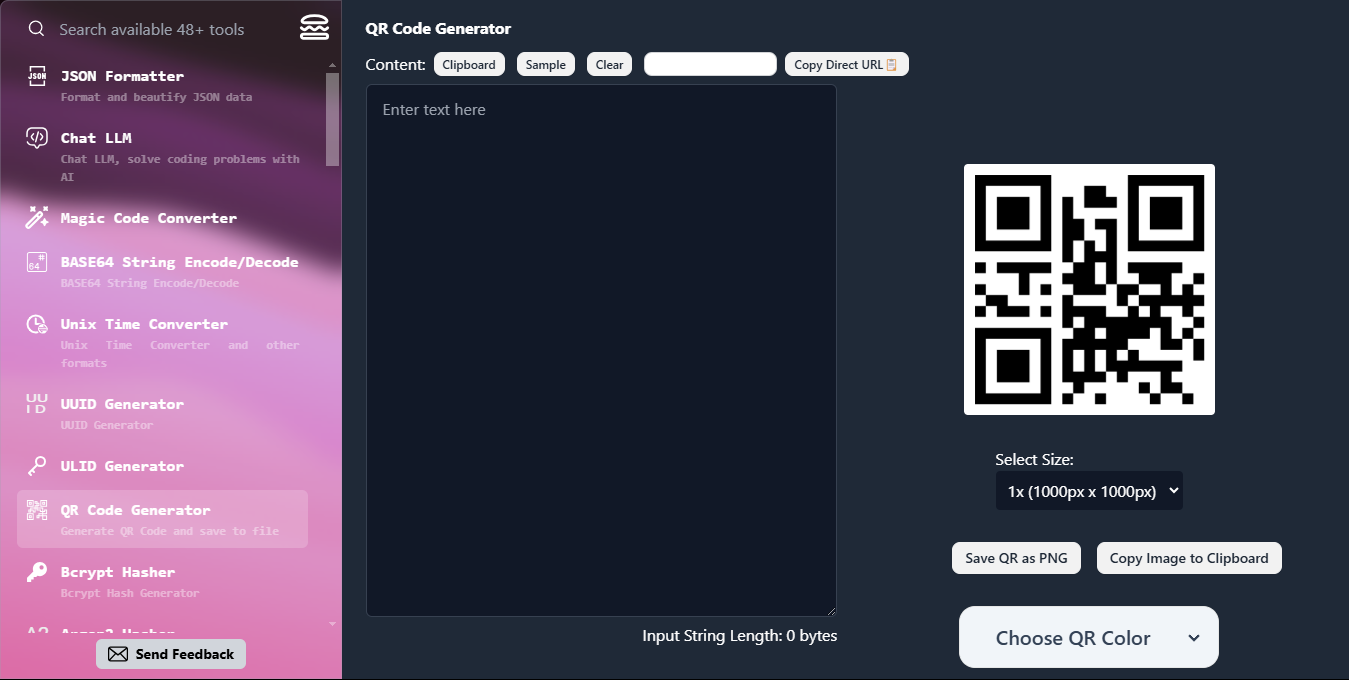 Search available 48+ tools
JSON
JSON Formatter
Format and beautify JSON data
Chat LLM
Chat LLM, solve coding problems with
AI
Magic Code Converter
64 #
BASE64 String Encode/Decode
BASE64 String Encode/Decode
Unix Time Converter
Unix Time Converter and other
formats
UU
ID
UUID Generator
UUID Generator
ULID Generator
QR Code Generator
Generate QR Code and save to file
Bcrypt Hasher
Bcrypt Hash Generator
Send Feedback
QR Code Generator
Content: Clipboard Sample Clear Copy Direct URL
Enter text here
Input String Length: 0 bytes
Select Size:
1x (1000px x 1000px)
Save QR as PNG Copy Image to Clipboard
Choose QR Color